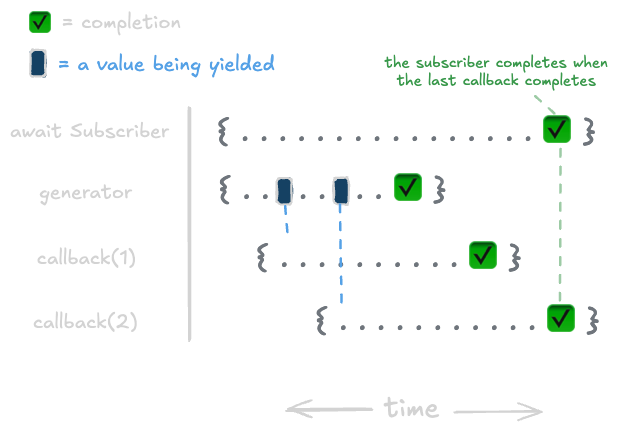 ✓ = completion
= a value being yielded
the subscriber completes when
the last callback completes
await Subscriber { . . . . . . . . . . . . . . . . ✓ }
generator { . . . . . . ✓ }
callback(1) { . . . . . . . . . . ✓ }
callback(2) { . . . . . . . . . . . ✓ }
time